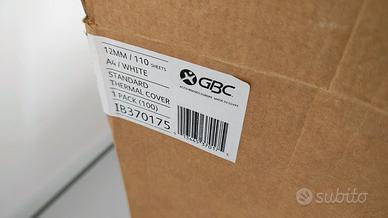 12MM / 110 SHEETS
A4 / WHITE
STANDARD
THERMAL COVER
1 PACK (100)
IB370175
GBC
subito